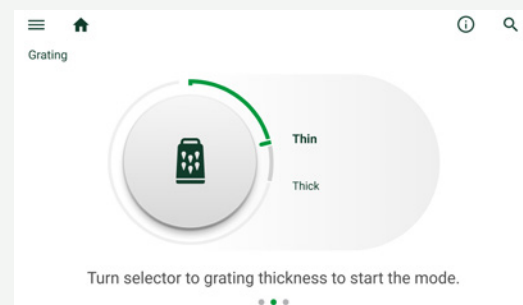 Grating
Thin
Thick
Turn selector to grating thickness to start the mode.